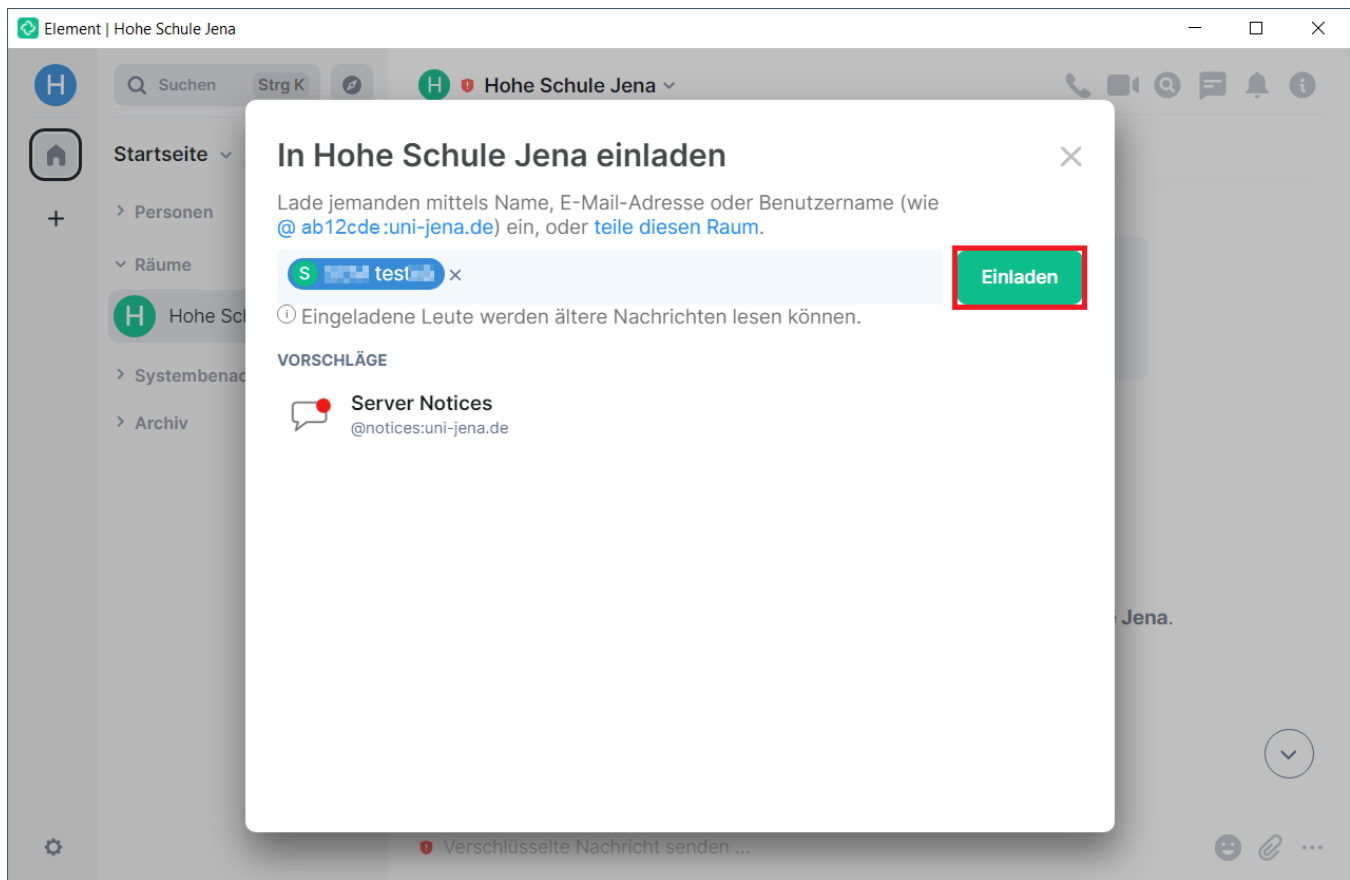 Element | Hohe Schule Jena
H
Suchen Strg K
H Hohe Schule Jena
Startseite
Personen
Räume
H Hohe Sch
Systembenac
Archiv
In Hohe Schule Jena einladen
Lade jemanden mittels Name, E-Mail-Adresse oder Benutzername (wie
@ ab12cde:uni-jena.de) ein, oder teile diesen Raum.
S test
Einladen
Eingeladene Leute werden ältere Nachrichten lesen können.
VORSCHLÄGE
Server Notices
@notices:uni-jena.de
Jena.
Verschlüsselte Nachricht senden ...